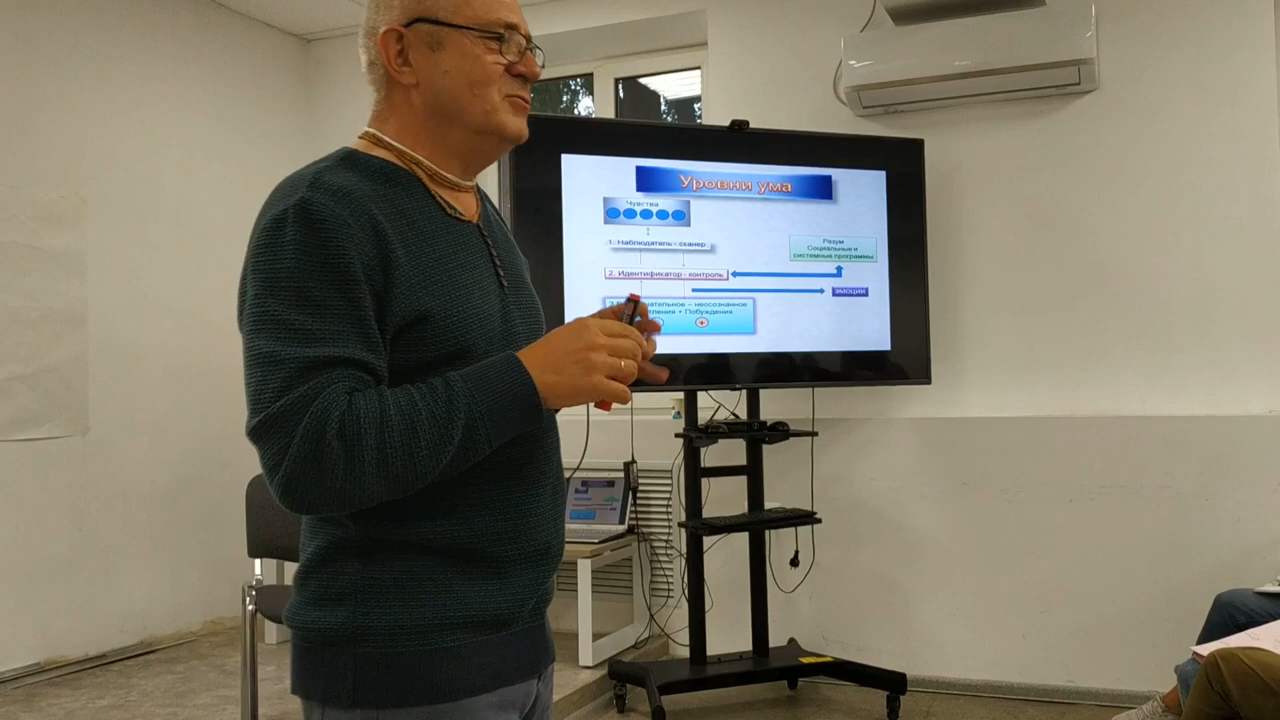 Уровни ума
Чувства
1. Наблюдатель - сканер
Разум
Социальные и
системные программы
2. Идентификатор - контроль
эмоции
– неосознанное
• Побуждения
+